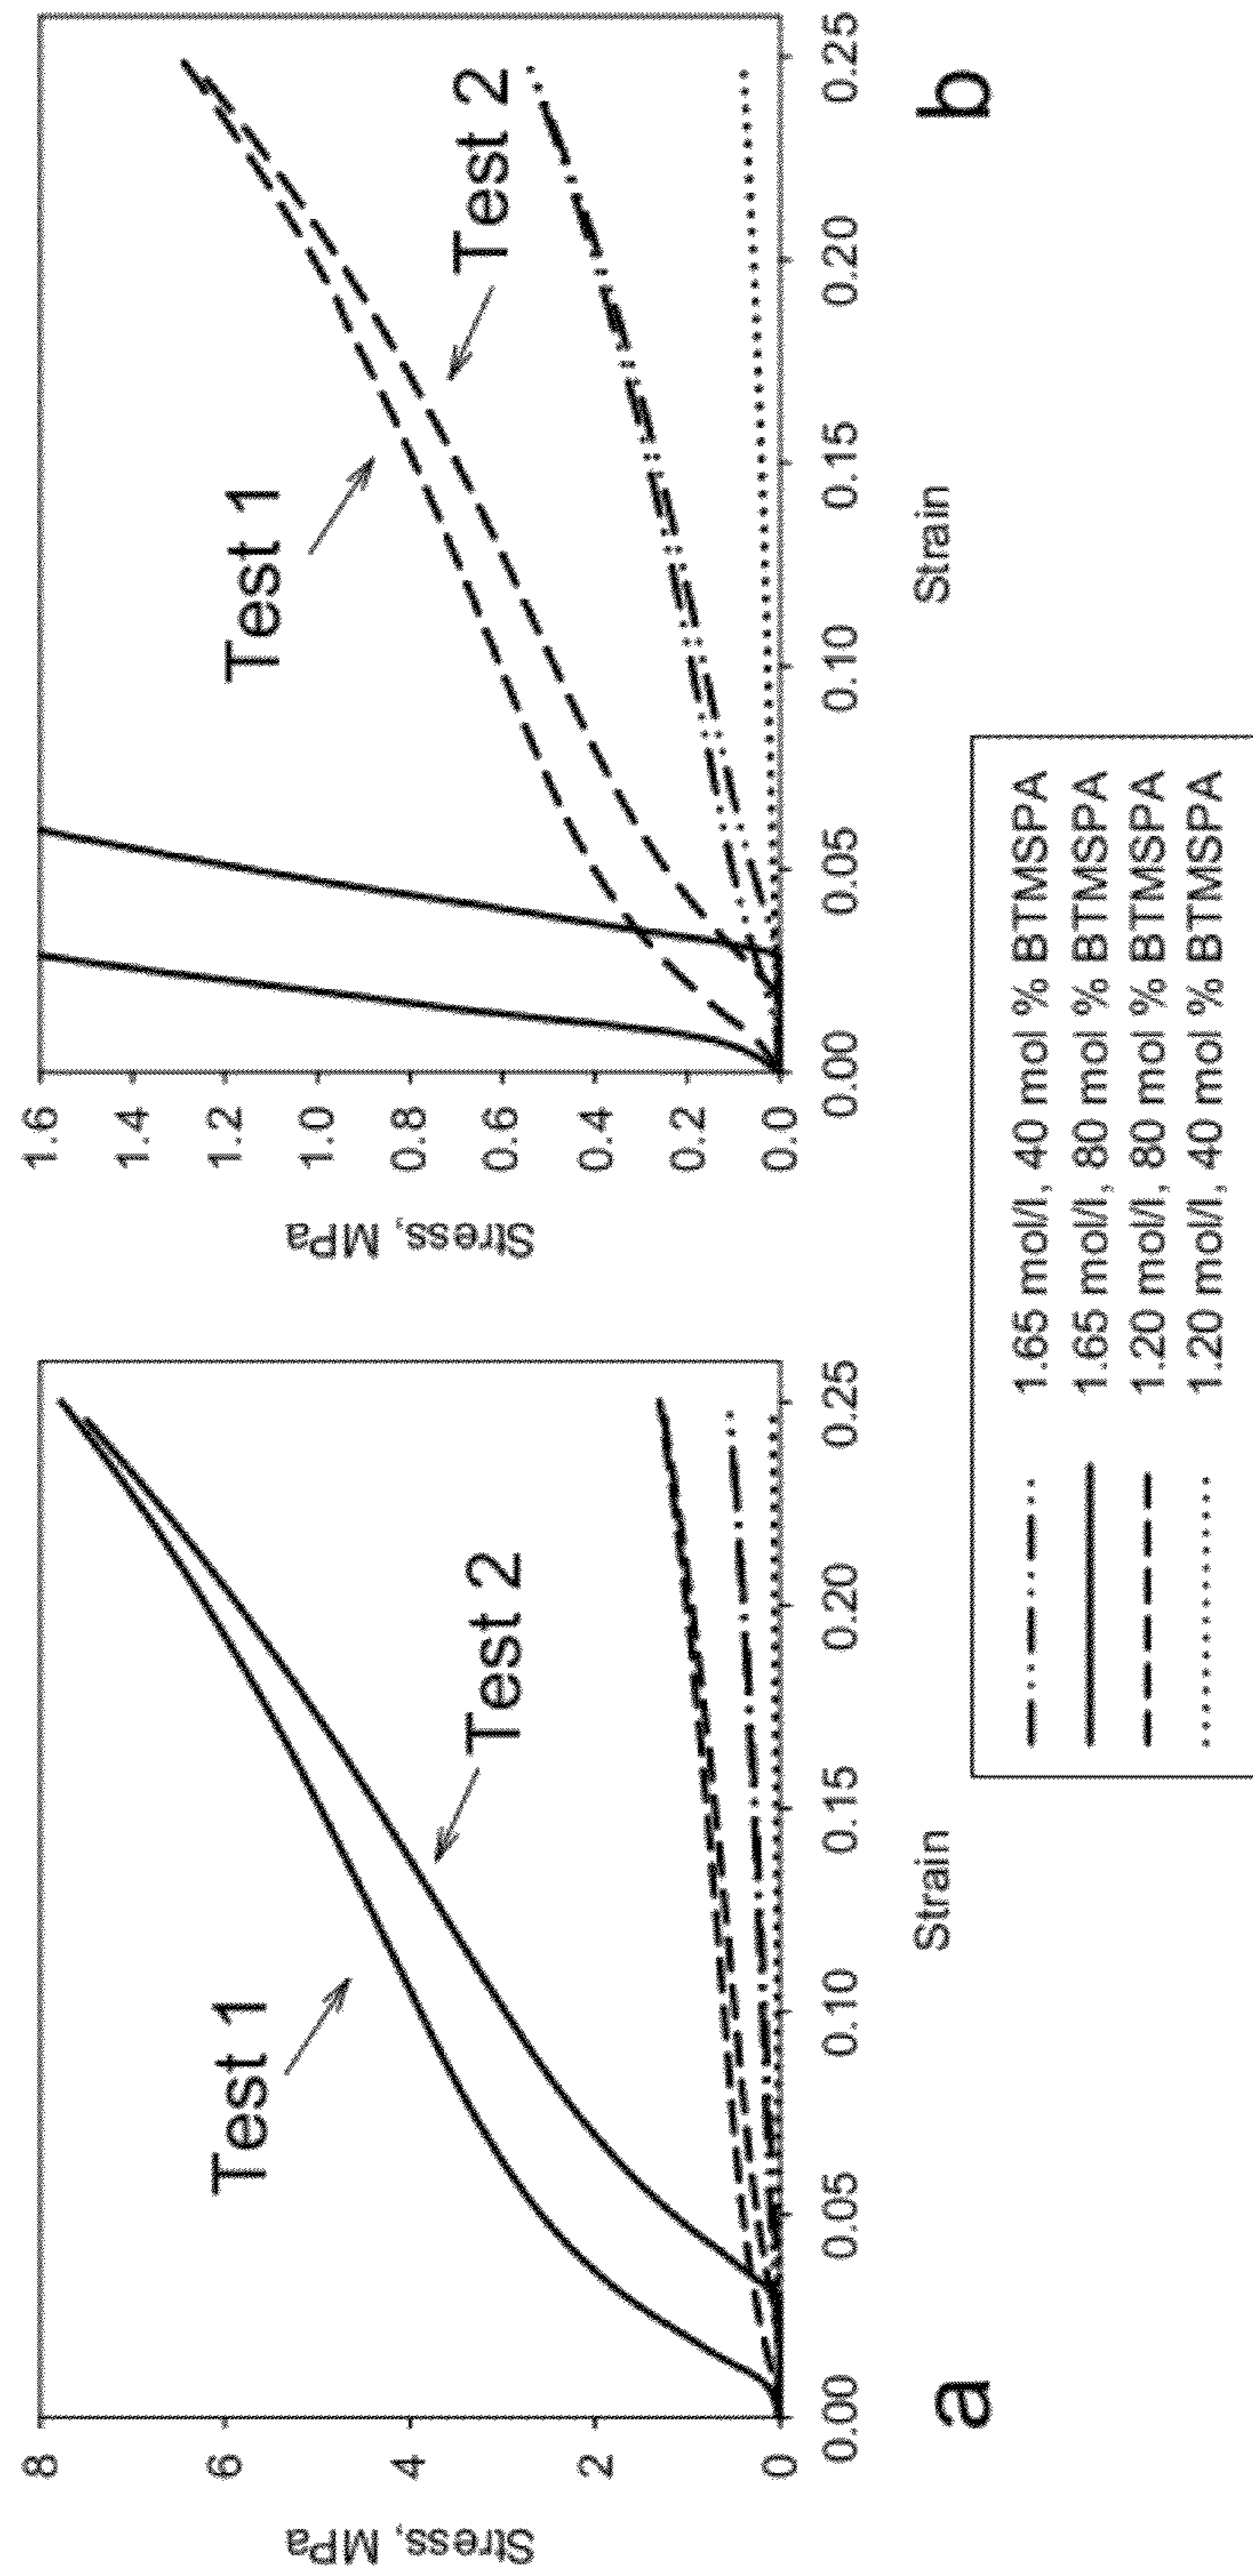 Stress, MPa
8
6
4
2
0
Test 1
Test 2
0.00
0.05
0.10
0.15
0.20
0.25
Strain
a
Stress, MPa
1.6
1.4
1.2
1.0
0.8
0.6
0.4
0.2
0.0
Test 1
Test 2
0.00
0.05
0.10
0.15
0.20
0.25
Strain
b
1.65 mol/l, 40 mol % BTMSPA
1.65 mol/l, 80 mol % BTMSPA
1.20 mol/l, 80 mol % BTMSPA
1.20 mol/l, 40 mol % BTMSPA